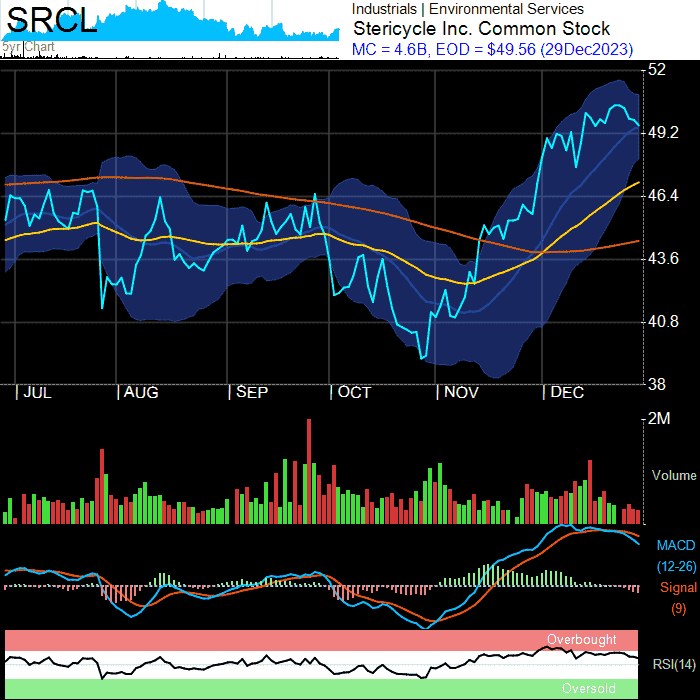 SRCL
5yr Chart
Industrials | Environmental Services
Stericycle Inc. Common Stock
MC = 4.6B, EOD = $49.56 (29Dec2023)
52
49.2
46.4
43.6
40.8
38
JUL AUG SEP OCT NOV DEC
2M
Volume
MACD
(12-26)
Signal
(9)
Overbought
RSI(14)
Oversold